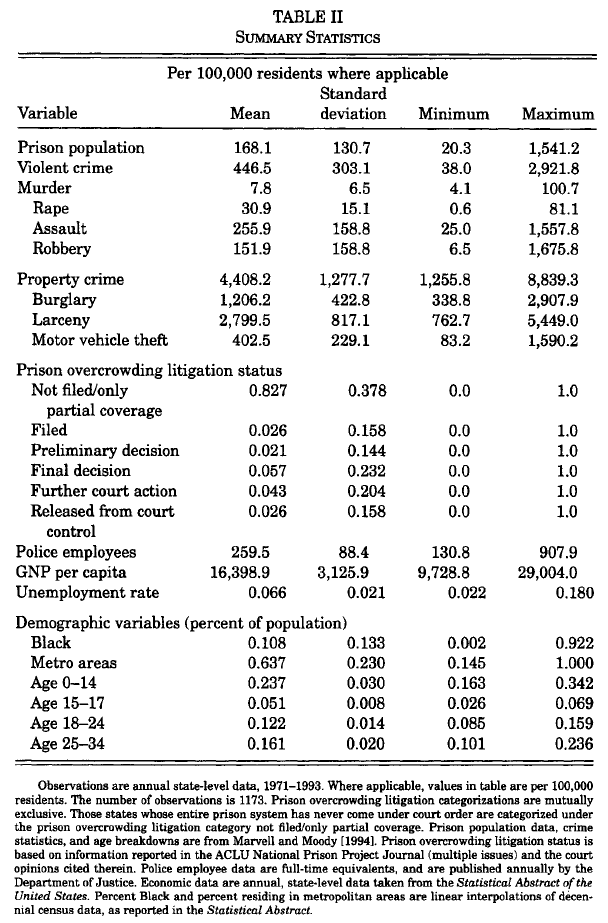 TABLE II
SUMMARY STATISTICS
Per 100,000 residents where applicable
Standard
Variable Mean deviation Minimum Maximum
Prison population 168.1 130.7 20.3 1,541.2
Violent crime 446.5 303.1 38.0 2,921.8
Murder 7.8 6.5 4.1 100.7
Rape 30.9 15.1 0.6 81.1
Assault 255.9 158.8 25.0 1,557.8
Robbery 151.9 158.8 6.5 1,675.8
Property crime 4,408.2 1,277.7 1,255.8 8,839.3
Burglary 1,206.2 422.8 338.8 2,907.9
Larceny 2,799.5 817.1 762.7 5,449.0
Motor vehicle theft 402.5 229.1 83.2 1,590.2
Prison overcrowding litigation status
Not filed/only 0.827 0.378 0.0 1.0
partial coverage
Filed 0.026 0.158 0.0 1.0
Preliminary decision 0.021 0.144 0.0 1.0
Final decision 0.057 0.232 0.0 1.0
Further court action 0.043 0.204 0.0 1.0
Released from court 0.026 0.158 0.0 1.0
control
Police employees 259.5 88.4 130.8 907.9
GNP per capita 16,398.9 3,125.9 9,728.8 29,004.0
Unemployment rate 0.066 0.021 0.022 0.180
Demographic variables (percent of population)
Black 0.108 0.133 0.002 0.922
Metro areas 0.637 0.230 0.145 1.000
Age 0–14 0.237 0.030 0.163 0.342
Age 15–17 0.051 0.008 0.026 0.069
Age 18–24 0.122 0.014 0.085 0.159
Age 25–34 0.161 0.020 0.101 0.236
Observations are annual state-level data, 1971–1993. Where applicable, values in table are per 100,000
residents. The number of observations is 1173. Prison overcrowding litigation categorizations are mutually
exclusive. Those states whose entire prison system has never come under court order are categorized under
the prison overcrowding litigation category not filed/only partial coverage. Prison population data, crime
statistics, and age breakdowns are from Marvell and Moody [1994]. Prison overcrowding litigation status is
based on information reported in the ACLU National Prison Project Journal (multiple issues) and the court
opinions cited therein. Police employee data are full-time equivalents, and are published annually by the
Department of Justice. Economic data are annual, state-level data taken from the Statistical Abstract of the
United States. Percent Black and percent residing in metropolitan areas are linear interpolations of decen-
nial census data, as reported in the Statistical Abstract.